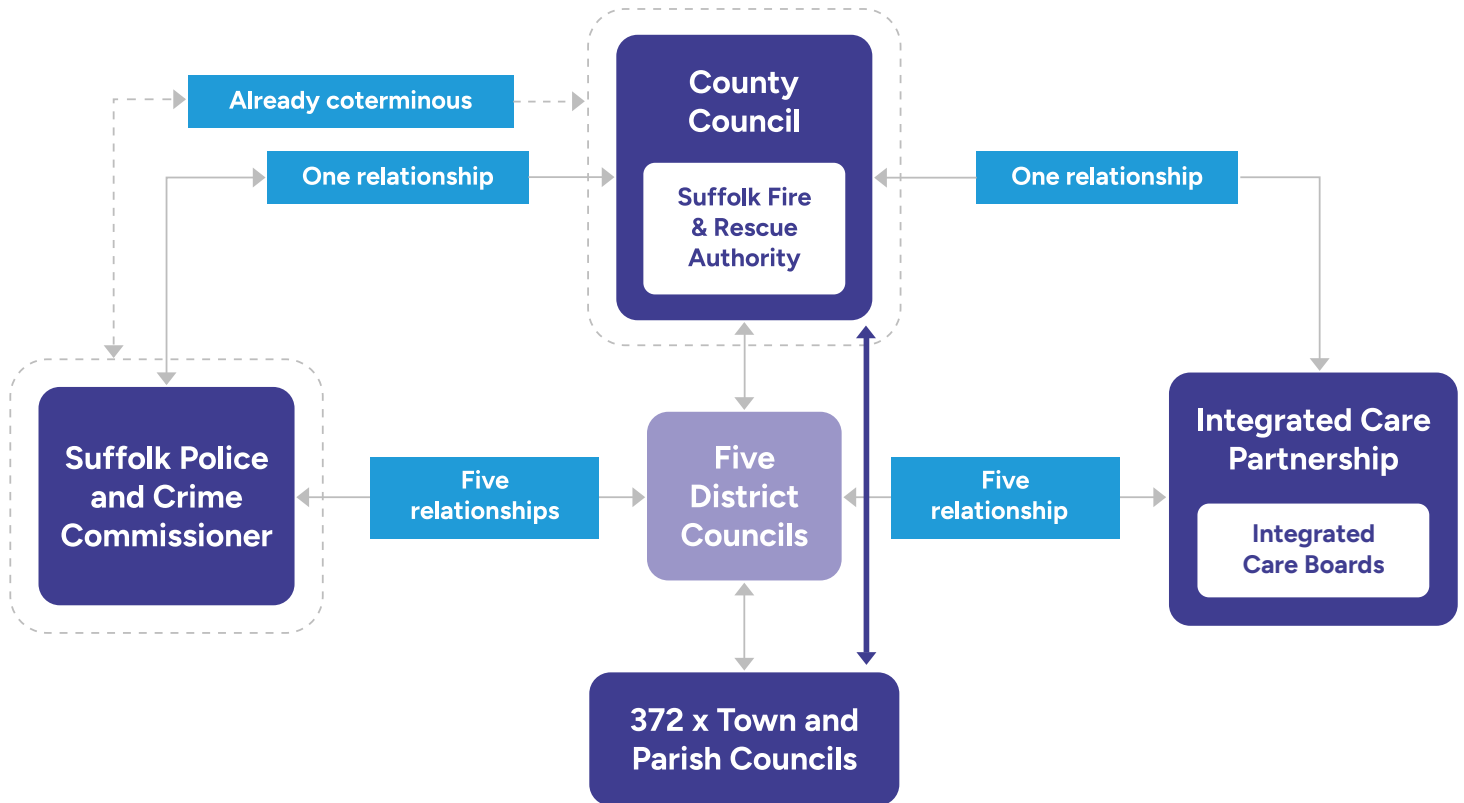 Already coterminous
County
Council
One relationship
One relationship
Suffolk Fire
& Rescue
Authority
Suffolk Police
and Crime
Commissioner
Five
relationships
Five
District
Councils
Five
relationship
Integrated Care
Partnership
Integrated
Care Boards
372 x Town and
Parish Councils